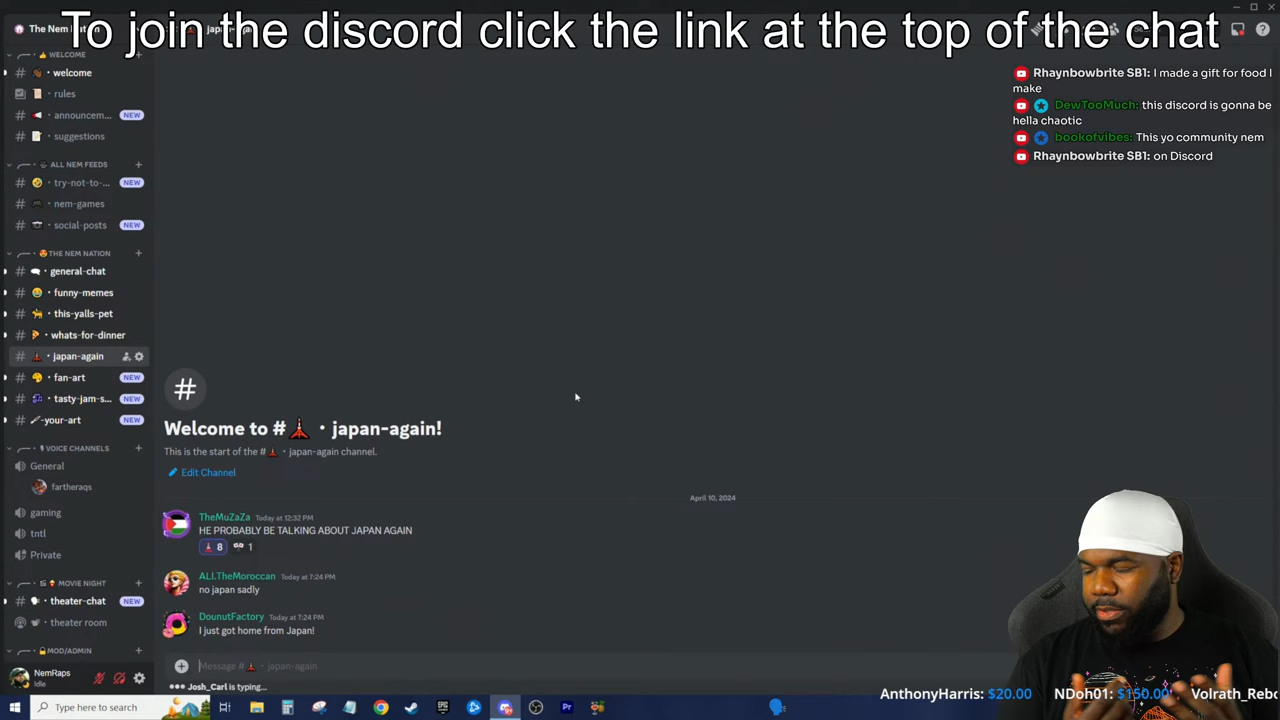 To join the discord click the link at the top of the chat
The Nem Nation
WELCOME
welcome
rules
announcem... NEW
suggestions
ALL NEM FEEDS
try-not-to-... NEW
nem-games
social-posts NEW
THE NEM NATION
general-chat
funny-memes
this-yalls-pet
whats-for-dinner
japan-again
fan-art NEW
tasty-jam-s... NEW
-your-art NEW
VOICE CHANNELS
General
fartheraqs
gaming
tntl
Private
MOVIE NIGHT
theater-chat NEW
theater room
MOD/ADMIN
NemRaps
Idle
Welcome to # • japan-again!
This is the start of the # • japan-again channel.
Edit Channel
April 10, 2024
TheMuZaZa Today at 12:32 PM
HE PROBABLY BE TALKING ABOUT JAPAN AGAIN
8 1
ALI.TheMoroccan Today at 7:24 PM
no japan sadly
DounutFactory Today at 7:24 PM
I just got home from Japan!
Message # • japan-again
Josh_Carl is typing...
Rhaynbowbrite SB1: I made a gift for food I
make
DewTooMuch: this discord is gonna be
hella chaotic
bookofvibes: This yo community nem
Rhaynbowbrite SB1: on Discord
AnthonyHarris: $20.00 NDoh01: $150.00 Volrath_Rebo
Type here to search